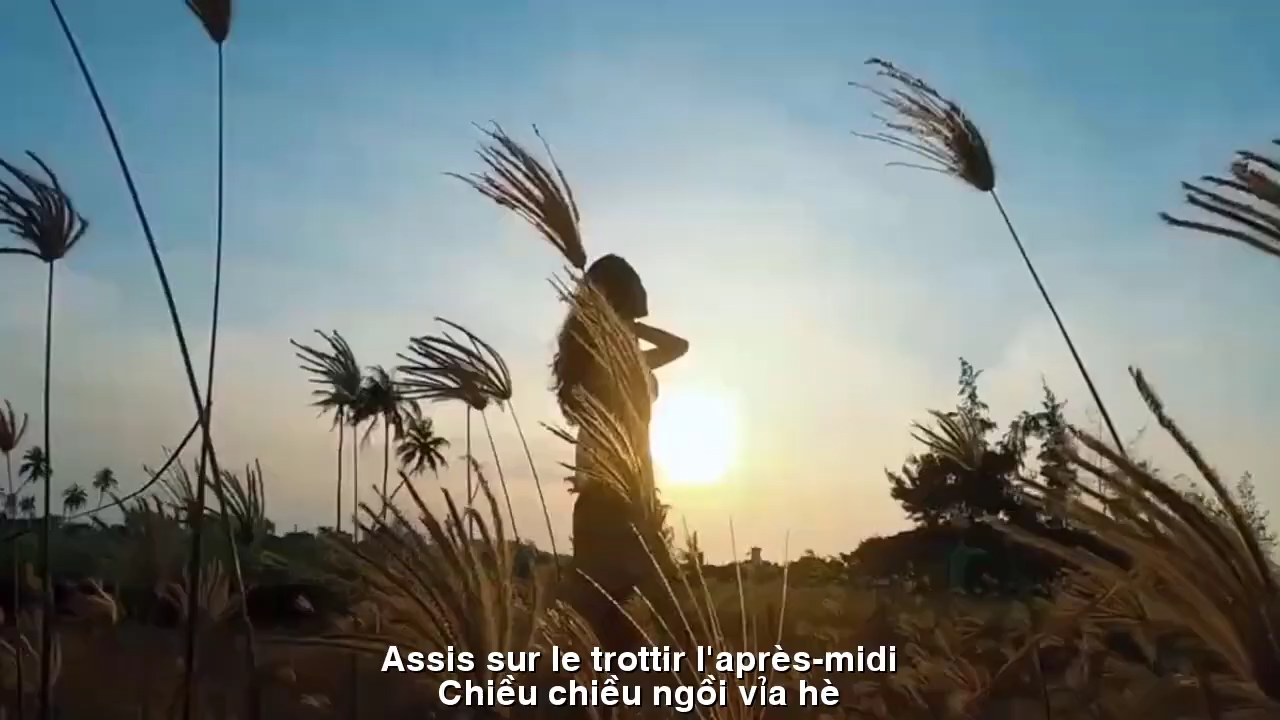 Assis sur le trottir l'après-midi
Chiều chiều ngồi vỉa hè